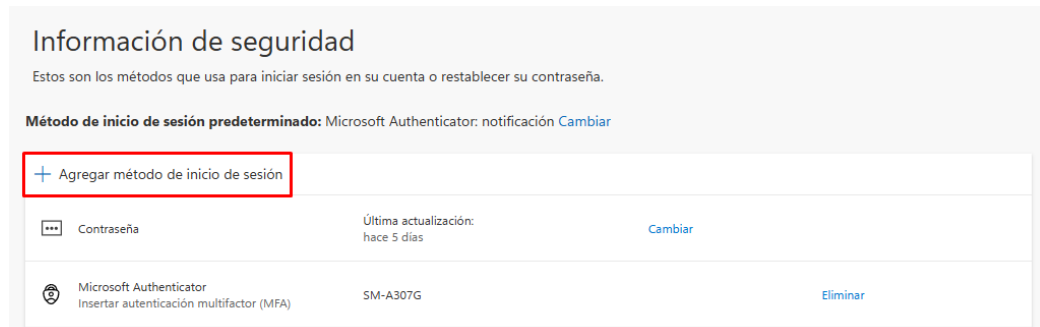 Información de seguridad
Estos son los métodos que usa para iniciar sesión en su cuenta o restablecer su contraseña.
Método de inicio de sesión predeterminado: Microsoft Authenticator: notificación Cambiar
+ Agregar método de inicio de sesión
Contraseña
Última actualización:
hace 5 días
Cambiar
Microsoft Authenticator
Insertar autenticación multifactor (MFA)
SM-A307G
Eliminar